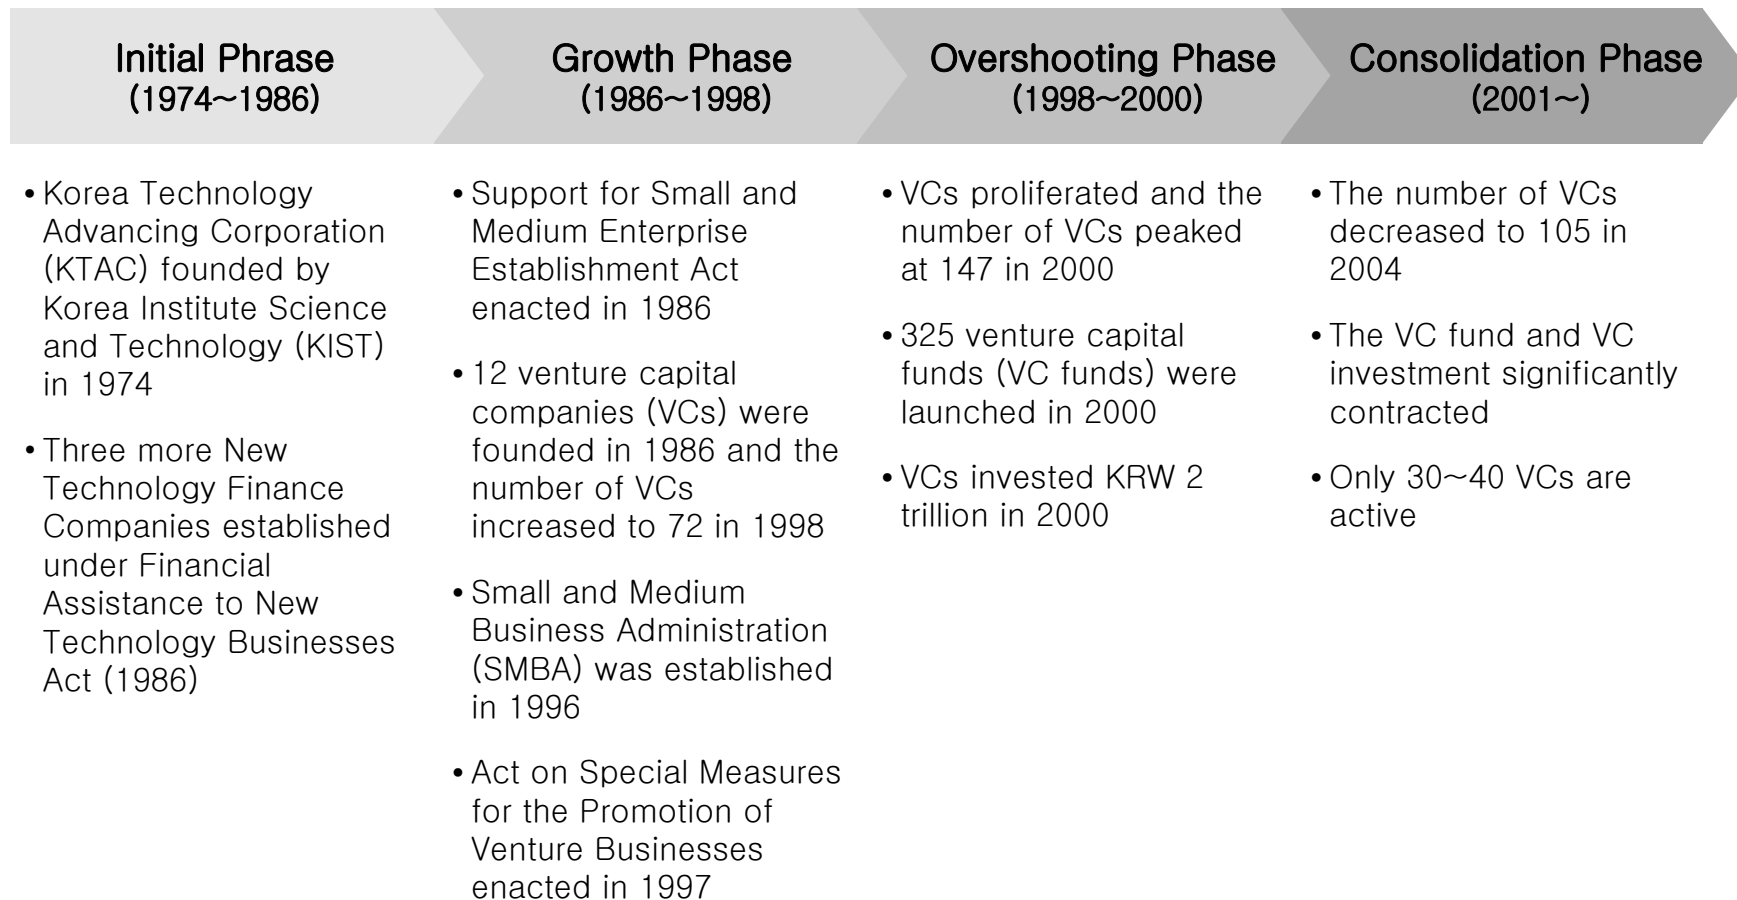 Initial Phrase
(1974~1986)
Growth Phase
(1986~1998)
Overshooting Phase
(1998~2000)
Consolidation Phase
(2001~)
• Korea Technology
Advancing Corporation
(KTAC) founded by
Korea Institute Science
and Technology (KIST)
in 1974
• Three more New
Technology Finance
Companies established
under Financial
Assistance to New
Technology Businesses
Act (1986)
• Support for Small and
Medium Enterprise
Establishment Act
enacted in 1986
• 12 venture capital
companies (VCs) were
founded in 1986 and the
number of VCs
increased to 72 in 1998
• Small and Medium
Business Administration
(SMBA) was established
in 1996
• Act on Special Measures
for the Promotion of
Venture Businesses
enacted in 1997
• VCs proliferated and the
number of VCs peaked
at 147 in 2000
• 325 venture capital
funds (VC funds) were
launched in 2000
• VCs invested KRW 2
trillion in 2000
• The number of VCs
decreased to 105 in
2004
• The VC fund and VC
investment significantly
contracted
• Only 30~40 VCs are
active